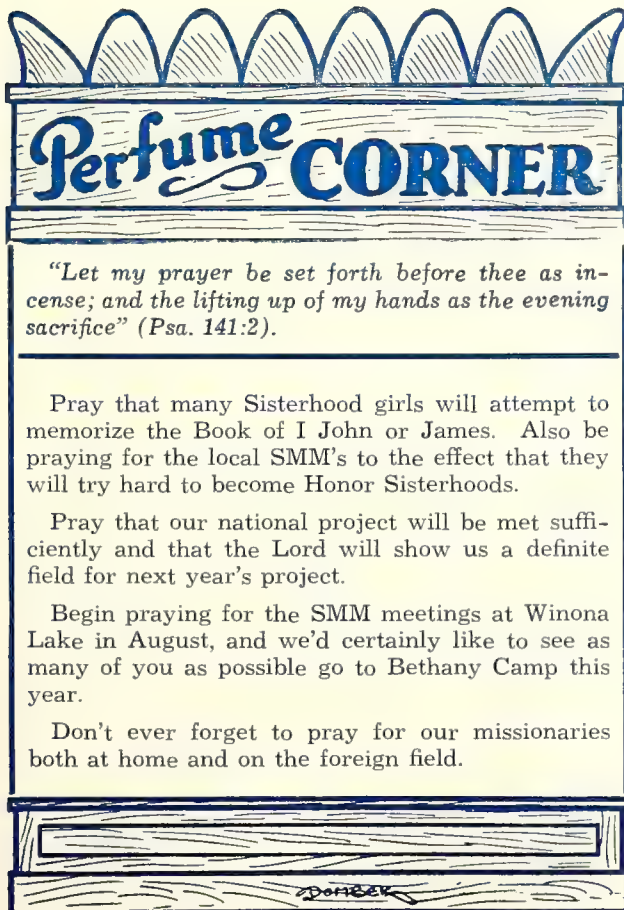 Perfume CORNER
"Let my prayer be set forth before thee as in-
cense; and the lifting up of my hands as the evening
sacrifice" (Psa. 141:2).
Pray that many Sisterhood girls will attempt to
memorize the Book of I John or James. Also be
praying for the local SMM's to the effect that they
will try hard to become Honor Sisterhoods.
Pray that our national project will be met suffi-
ciently and that the Lord will show us a definite
field for next year's project.
Begin praying for the SMM meetings at Winona
Lake in August, and we'd certainly like to see as
many of you as possible go to Bethany Camp this
year.
Don't ever forget to pray for our missionaries
both at home and on the foreign field.